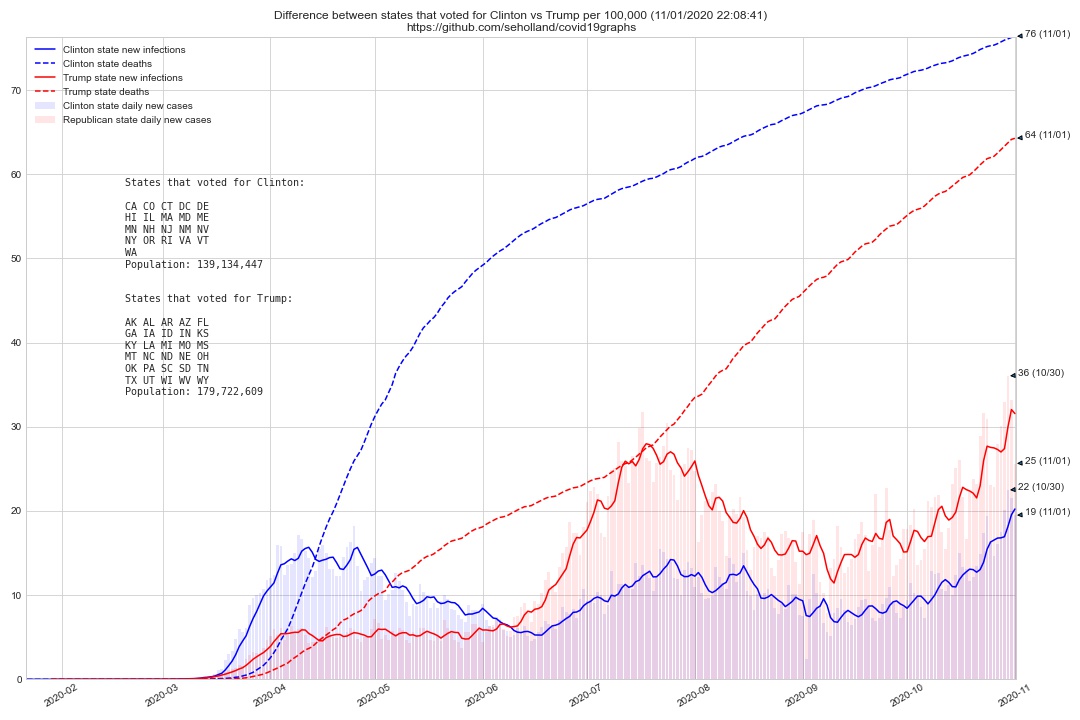 Difference between states that voted for Clinton vs Trump per 100,000 (11/01/2020 22:08:41)
https://github.com/seholland/covid19graphs
Clinton state new infections
Clinton state deaths
Trump state new infections
Trump state deaths
Clinton state daily new cases
Republican state daily new cases
States that voted for Clinton:
CA CO CT DC DE
HI IL MA MD ME
MN NH NJ NM NV
NY OR RI VA VT
WA
Population: 139,134,447
States that voted for Trump:
AK AL AR AZ FL
GA IA ID IN KS
KY LA MI MO MS
MT NC ND NE OH
OK PA SC SD TN
TX UT WI WV WY
Population: 179,722,609
76 (11/01)
64 (11/01)
36 (10/30)
25 (11/01)
22 (10/30)
19 (11/01)
70
60
50
40
30
20
10
0
2020-02
2020-03
2020-04
2020-05
2020-06
2020-07
2020-08
2020-09
2020-10
2020-11